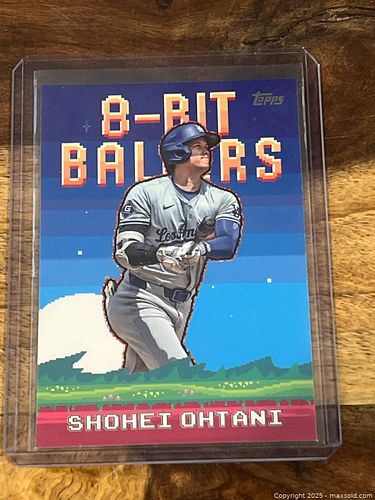 Topps
8-BIT
BALLERS
Los Angeles
SHOHEI OHTANI
Copyright 2025 - maxsold.com